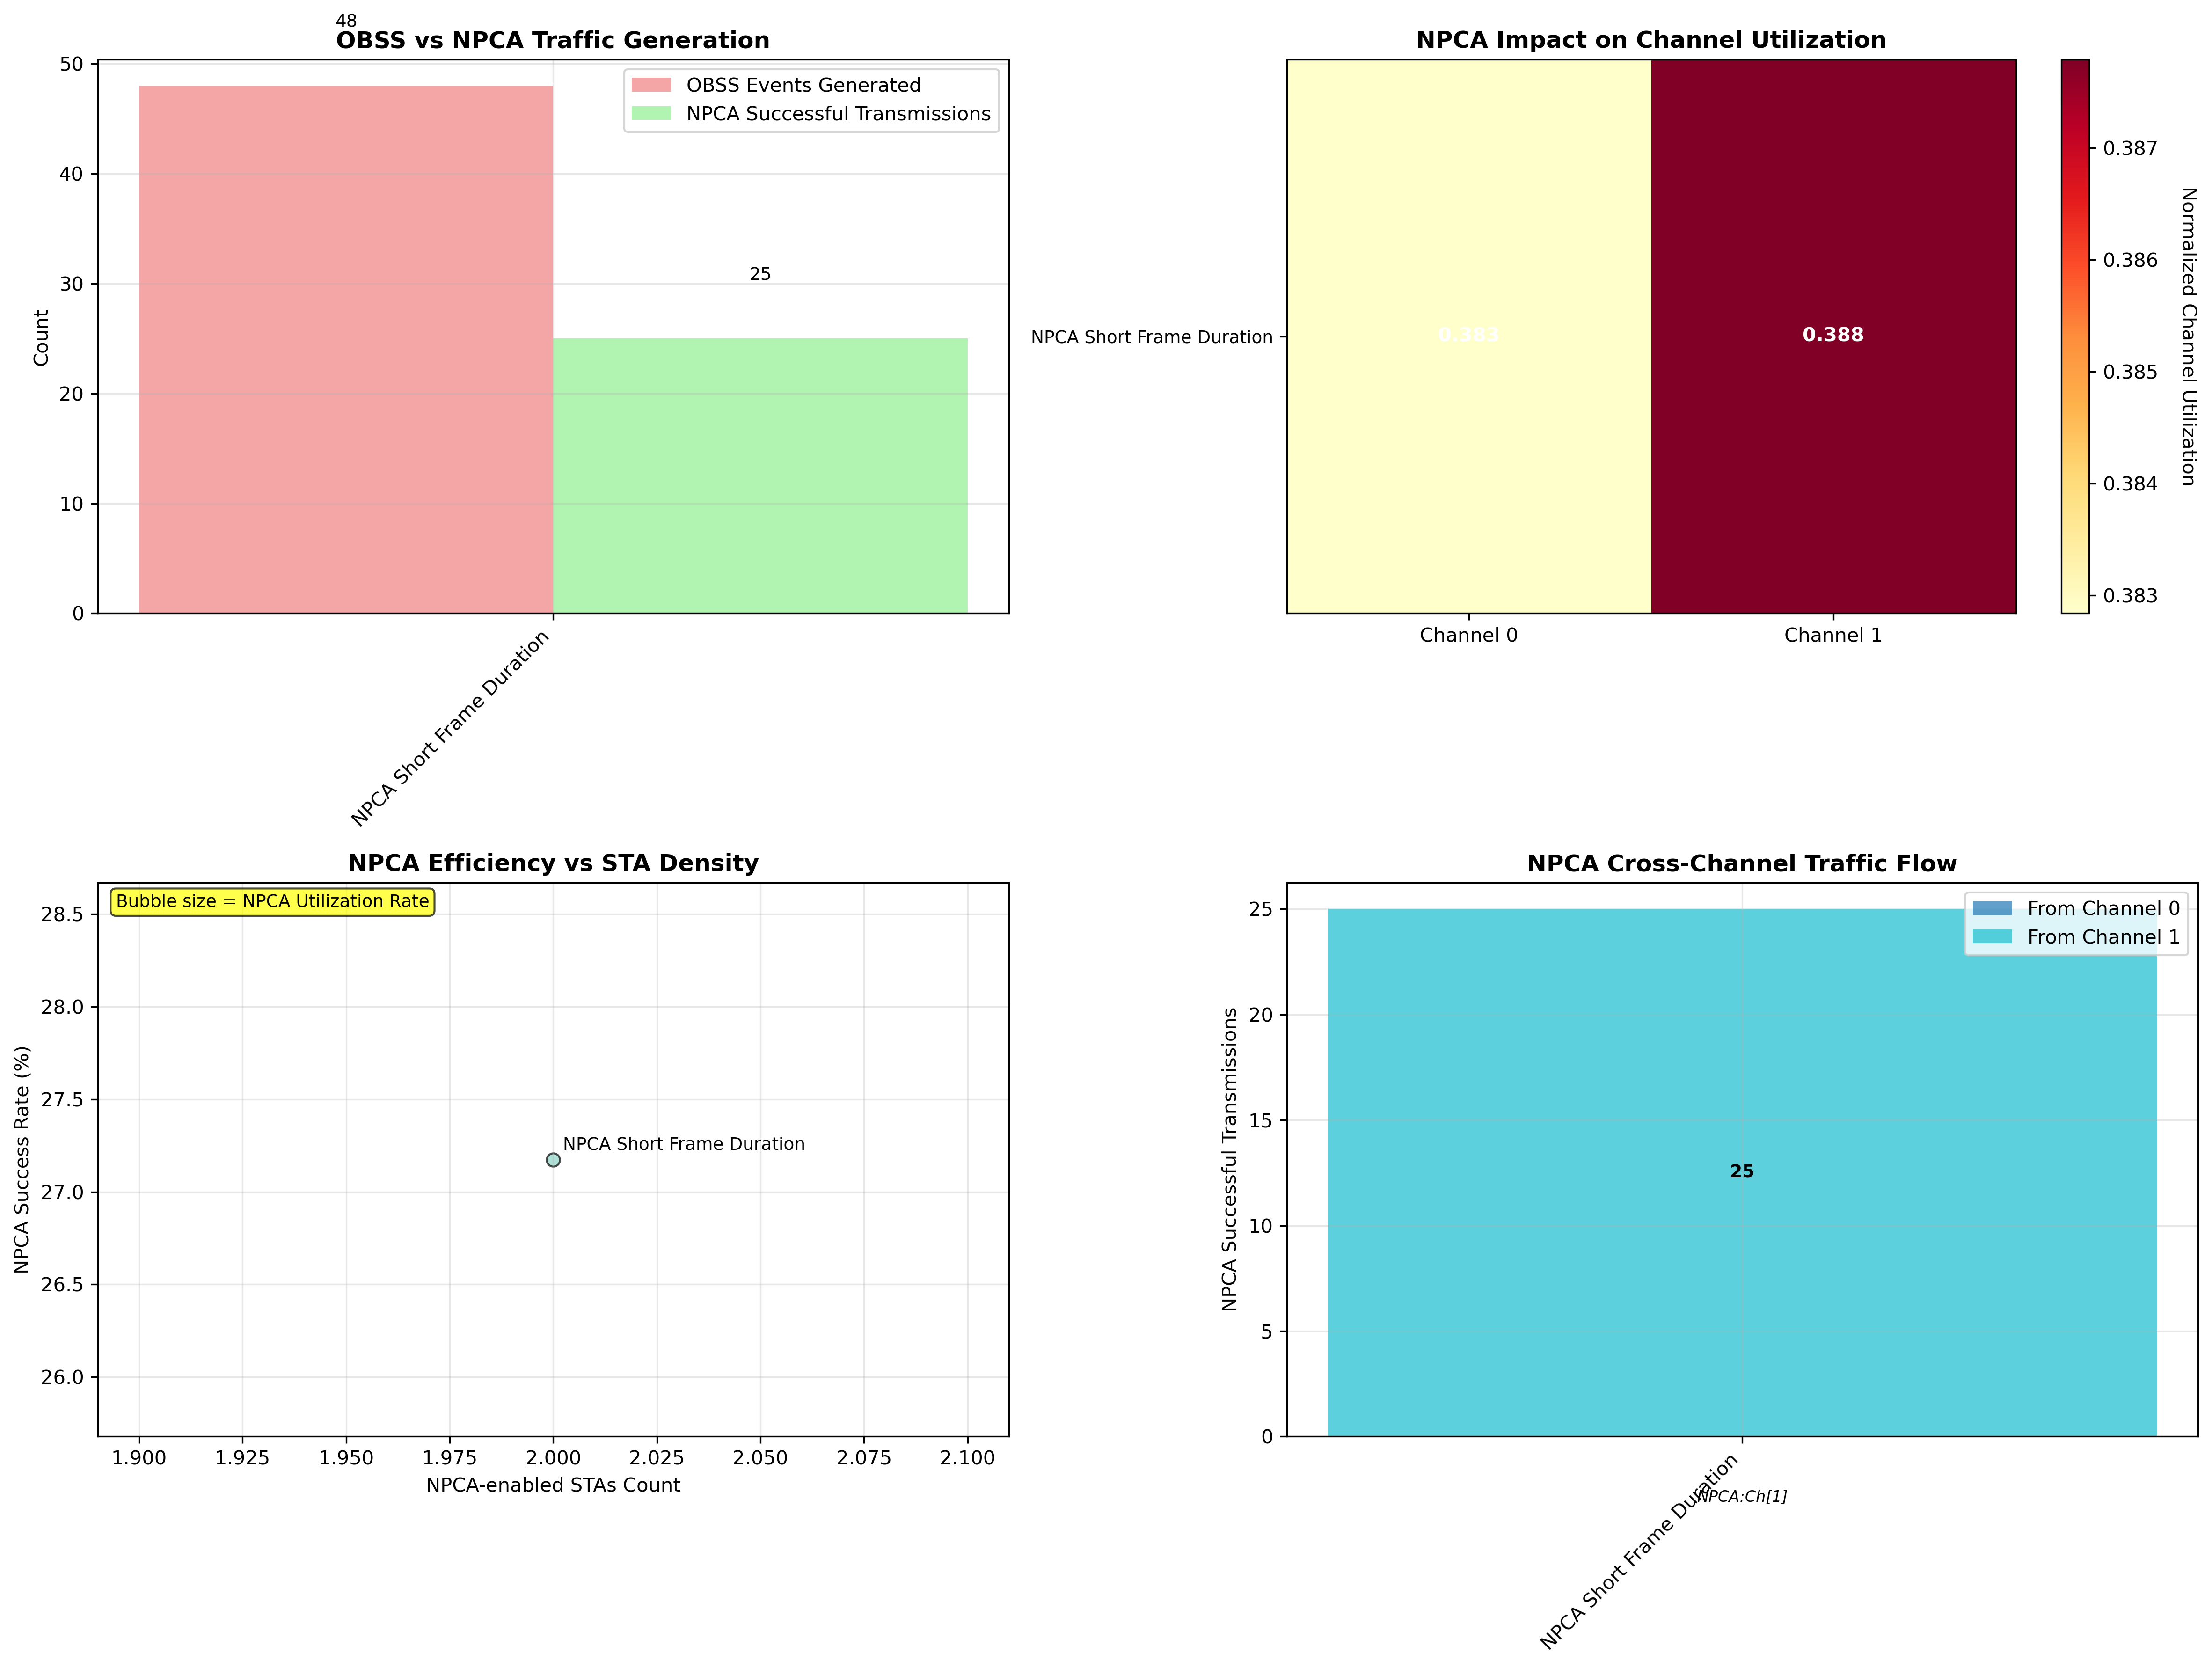 48
OBSS vs NPCA Traffic Generation
50
40
30
20
10
0
Count
OBSS Events Generated
NPCA Successful Transmissions
25
NPCA Short Frame Duration
NPCA Impact on Channel Utilization
NPCA Short Frame Duration
0.383
0.388
Channel 0
Channel 1
0.387
0.386
0.385
0.384
0.383
Normalized Channel Utilization
NPCA Efficiency vs STA Density
Bubble size = NPCA Utilization Rate
28.5
28.0
27.5
27.0
26.5
26.0
NPCA Success Rate (%)
NPCA Short Frame Duration
1.900 1.925 1.950 1.975 2.000 2.025 2.050 2.075 2.100
NPCA-enabled STAs Count
NPCA Cross-Channel Traffic Flow
25
20
15
10
5
0
NPCA Successful Transmissions
From Channel 0
From Channel 1
25
NPCA Short Frame Duration
NPCA:Ch[1]